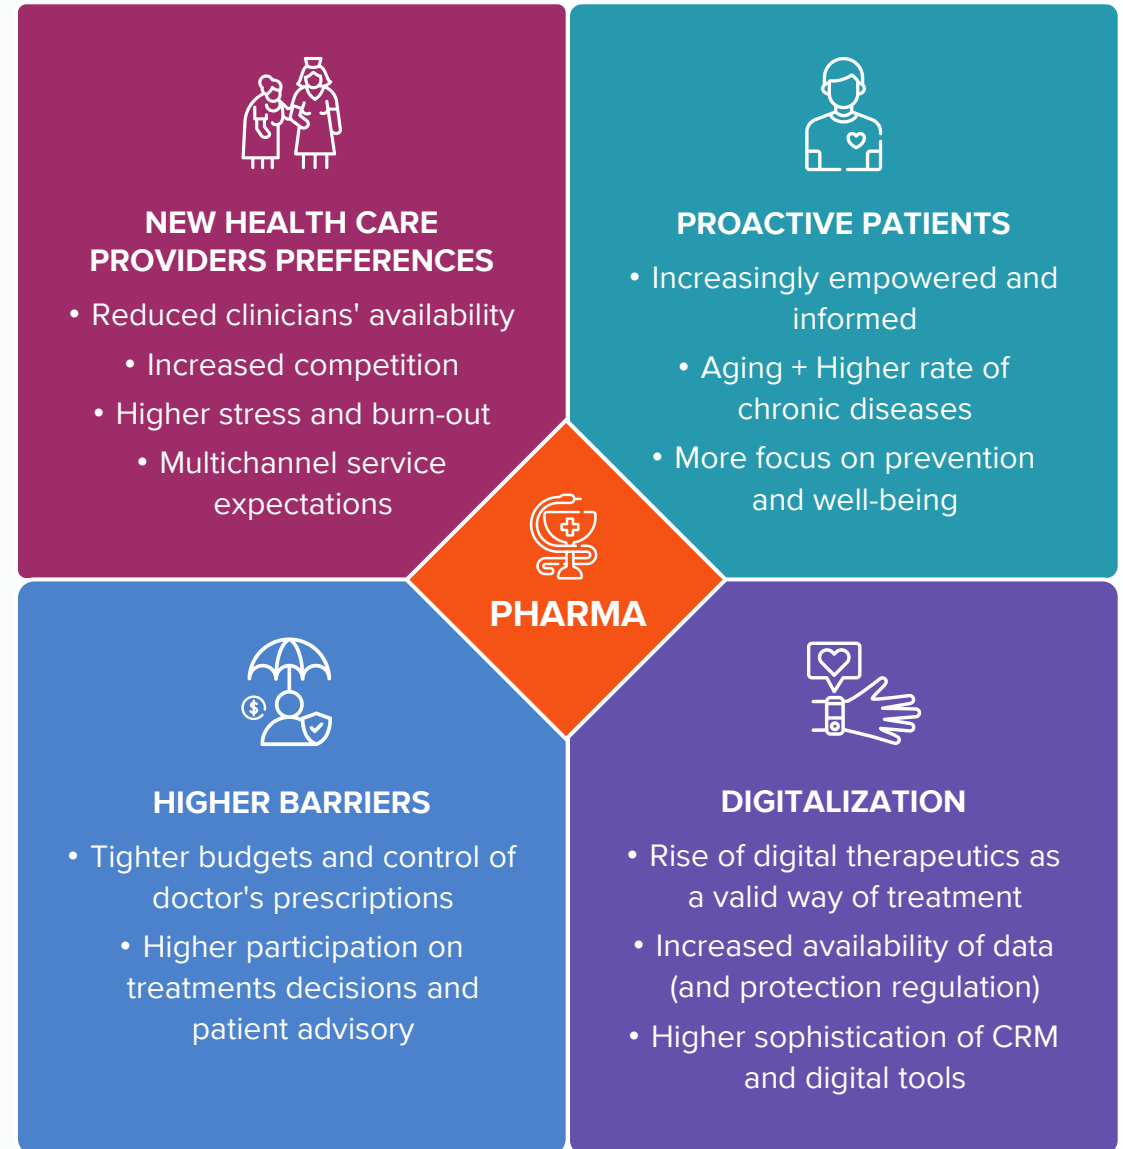 NEW HEALTH CARE
PROVIDERS PREFERENCES
• Reduced clinicians' availability
• Increased competition
• Higher stress and burn-out
• Multichannel service
expectations
PROACTIVE PATIENTS
• Increasingly empowered and
informed
• Aging + Higher rate of
chronic diseases
• More focus on prevention
and well-being
PHARMA
$
HIGHER BARRIERS
• Tighter budgets and control of
doctor's prescriptions
• Higher participation on
treatments decisions and
patient advisory
DIGITALIZATION
• Rise of digital therapeutics as
a valid way of treatment
• Increased availability of data
(and protection regulation)
• Higher sophistication of CRM
and digital tools